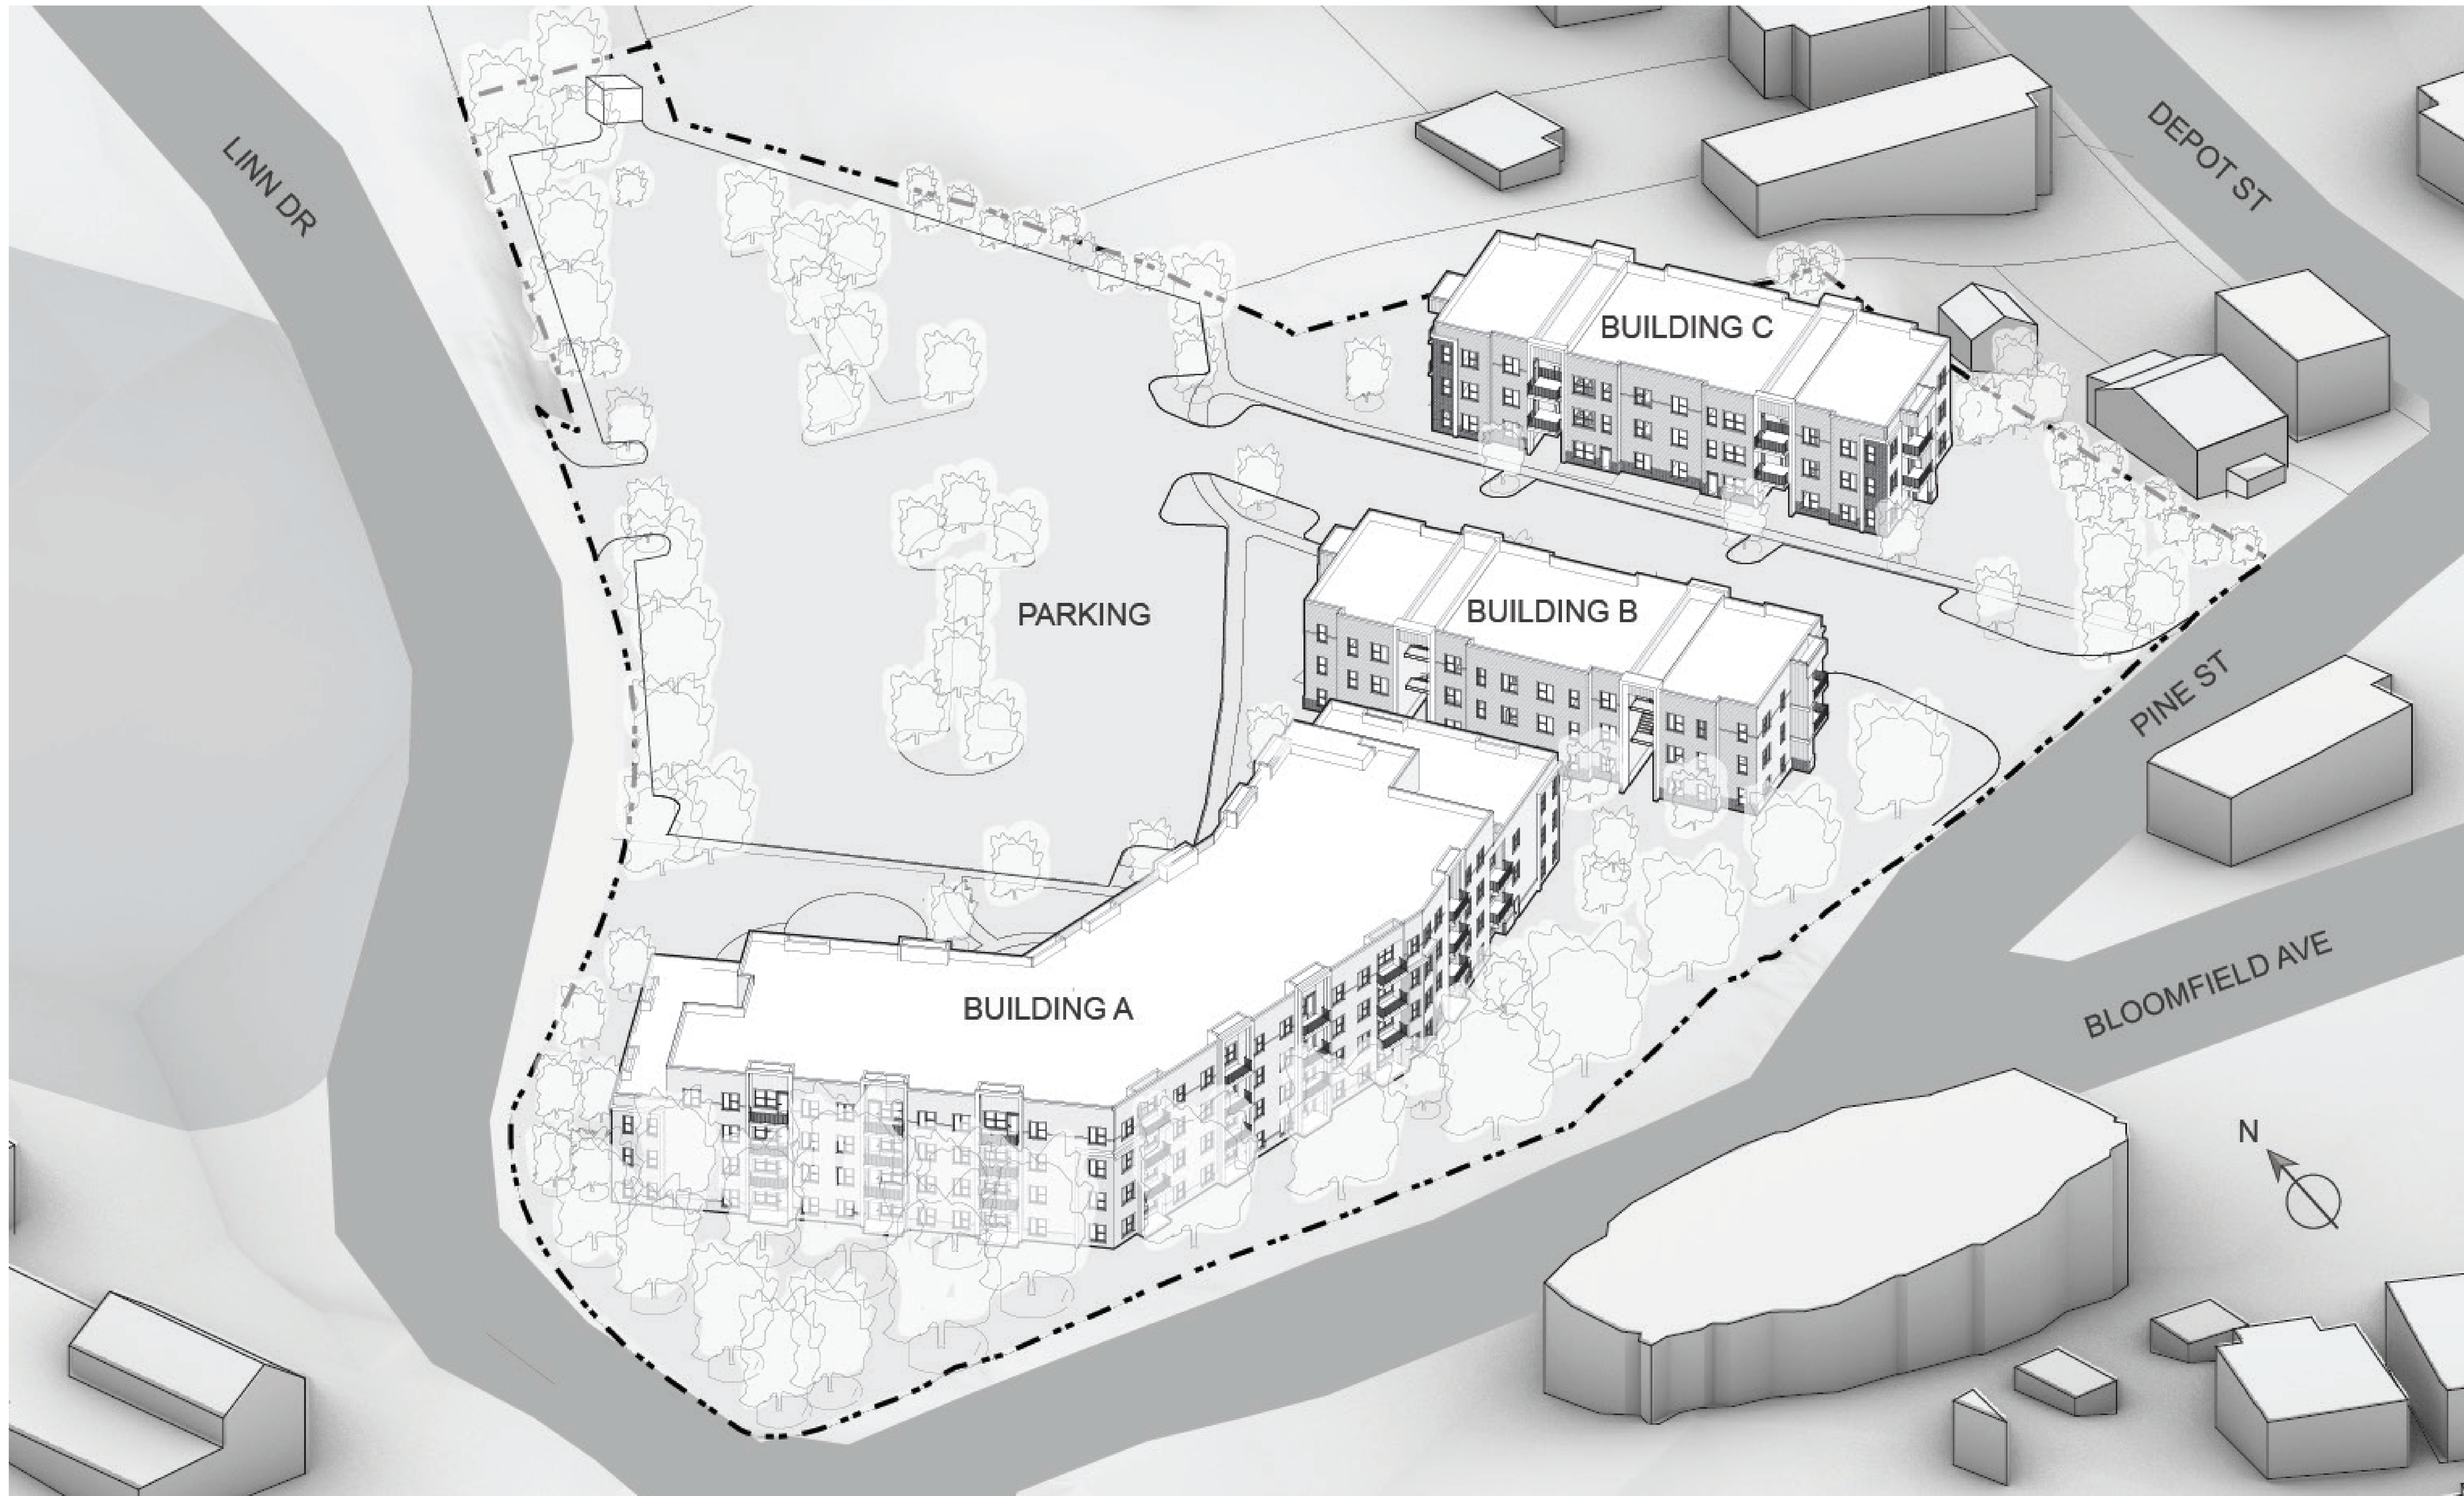 LINN DR
DEPOT ST
BUILDING C
BUILDING B
PARKING
PINE ST
BLOOMFIELD AVE
BUILDING A
N